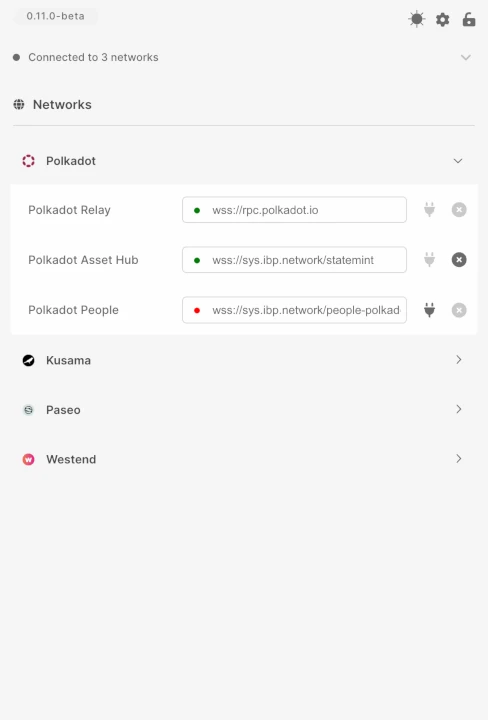 0.11.0-beta
Connected to 3 networks
Networks
Polkadot
Polkadot Relay wss://rpc.polkadot.io
Polkadot Asset Hub wss://sys.ibp.network/statemint
Polkadot People wss://sys.ibp.network/people-polkad
Kusama
Paseo
Westend